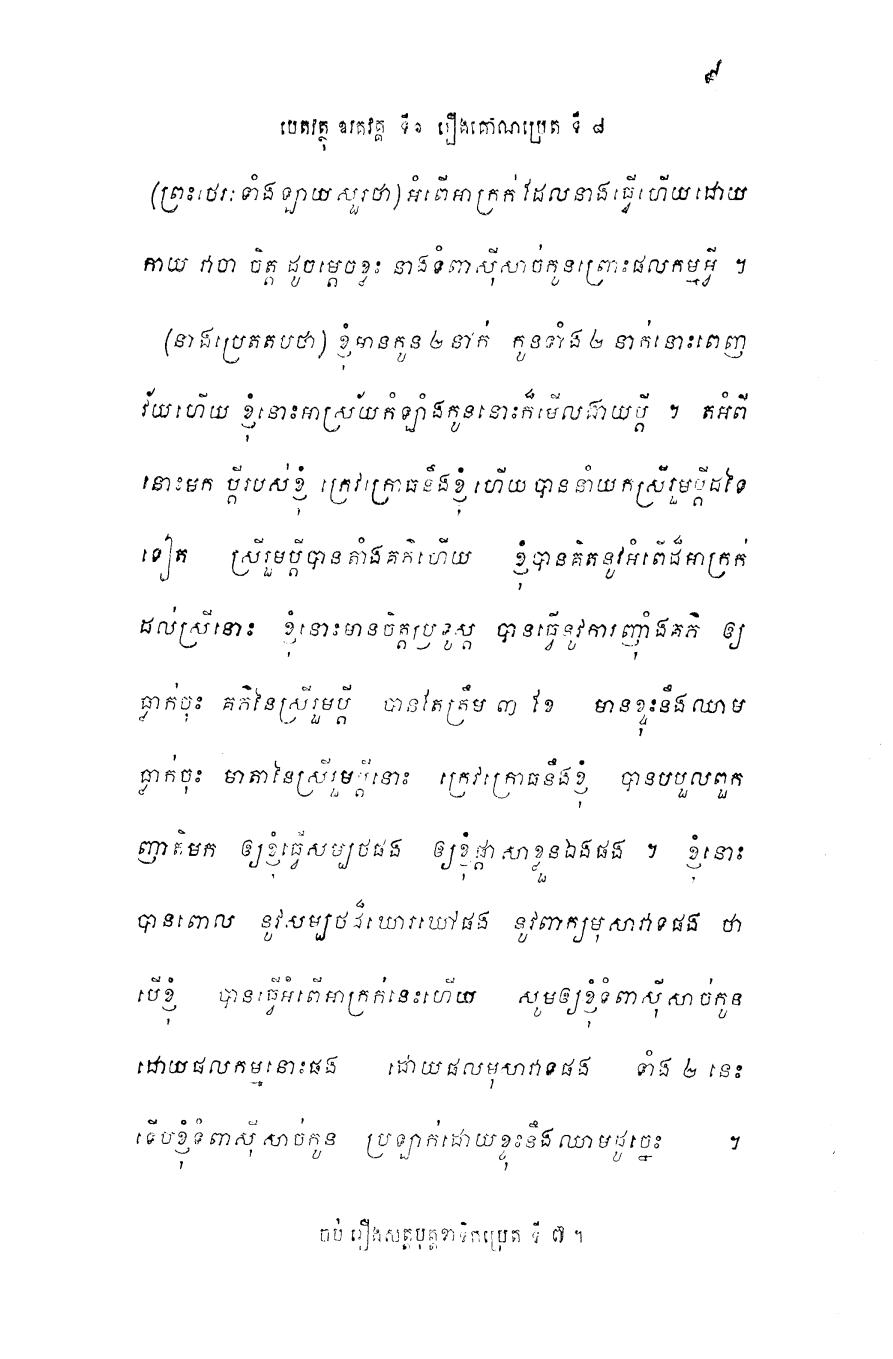 ៩
បេតវត្ថុ ឧរគវគ្គ ទី១ រឿងគោណប្រេត ទី ៨
(ព្រះថេរៈទាំងឡាយសួរថា) អំពើអាក្រក់ដែលនាងធ្វើហើយដោយ
កាយ វាចា ចិត្ត ដូចម្តេចខ្លះ នាងទំពាស៊ីសាច់កូនព្រោះផលកម្មអ្វី ។
(នាងប្រេតតបថា) ខ្ញុំមានកូន ២ នាក់ កូនទាំង ២ នាក់នោះពេញ
វ័យហើយ ខ្ញុំនោះអាស្រ័យកំឡាំងកូននោះក៏មើលងាយប្តី ។ តអំពី
នោះមក ប្តីរបស់ខ្ញុំ ក្រេវក្រោធនឹងខ្ញុំហើយ បាននាំយកស្រីរួមប្តីដទៃ
ទៀត ស្រីរួមប្តីបានតាំងគភ៌ហើយ ខ្ញុំបានគិតនូវអំពើដ៏អាក្រក់
ដល់ស្រីនោះ ខ្ញុំនោះមានចិត្តប្រទូស្ត បានធ្វើនូវការញ៉ាំងគភ៌ ឲ្យ
ធ្លាក់ចុះ គភ៌នៃស្រីរួមប្តី បានតែត្រឹម ៣ ខែ មានខ្ទុះនឹងឈាម
ធ្លាក់ចុះ មាតានៃស្រីរួមប្តីនោះ ក្រេវក្រោធនឹងខ្ញុំ បានបបួលពួក
ញាតិមក ឲ្យខ្ញុំធ្វើសម្បថផង ឲ្យខ្ញុំផ្តាសាខ្លួនឯងផង ។ ខ្ញុំនោះ
បានពោល នូវសម្បថដ៏ឃោរឃៅផង នូវពាក្យមុសាវាទផង ថា
បើខ្ញុំ បានធ្វើអំពើអាក្រក់នេះហើយ សូមឲ្យខ្ញុំទំពាស៊ីសាច់កូន
ដោយផលកម្មនោះផង ដោយផលមុសាវាទផង ទាំង ២ នេះ
ទើបខ្ញុំទំពាស៊ីសាច់កូន ប្រឡាក់ដោយខ្ទុះនឹងឈាមដូច្នេះ ។
ចប់ រឿងសត្តបុត្តខាទិកប្រេត ទី ៧ ។